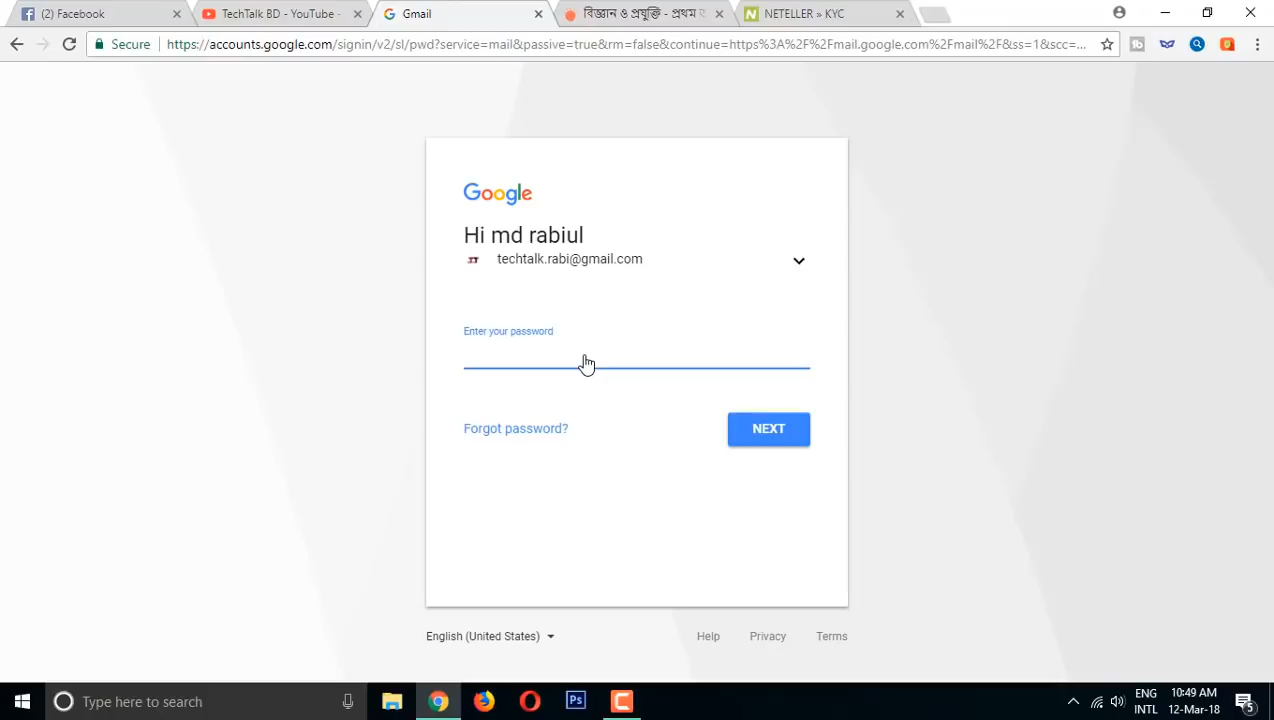 (2) Facebook
TechTalk BD - YouTube -
Gmail
বিজ্ঞান ও প্রযুক্তি - প্রথম
NETELLER » KYC
Secure
https://accounts.google.com/signin/v2/sl/pwd?service=mail&passive=true&rm=false&continue=https%3A%2F%2Fmail.google.com%2Fmail%2F&ss=1&scc=...
Google
Hi md rabiul
techtalk.rabi@gmail.com
Enter your password
Forgot password?
NEXT
English (United States)
Help
Privacy
Terms
Type here to search
Ps
ENG
INTL
10:49 AM
12-Mar-18
5